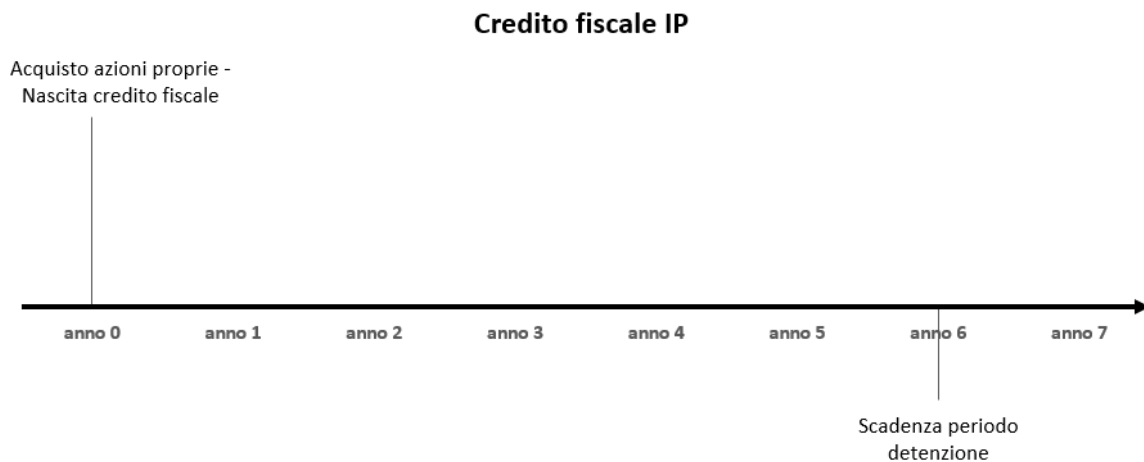 Credito fiscale IP
Acquisto azioni proprie -
Nascita credito fiscale
anno 0
anno 1
anno 2
anno 3
anno 4
anno 5
anno 6
anno 7
Scadenza periodo
detenzione